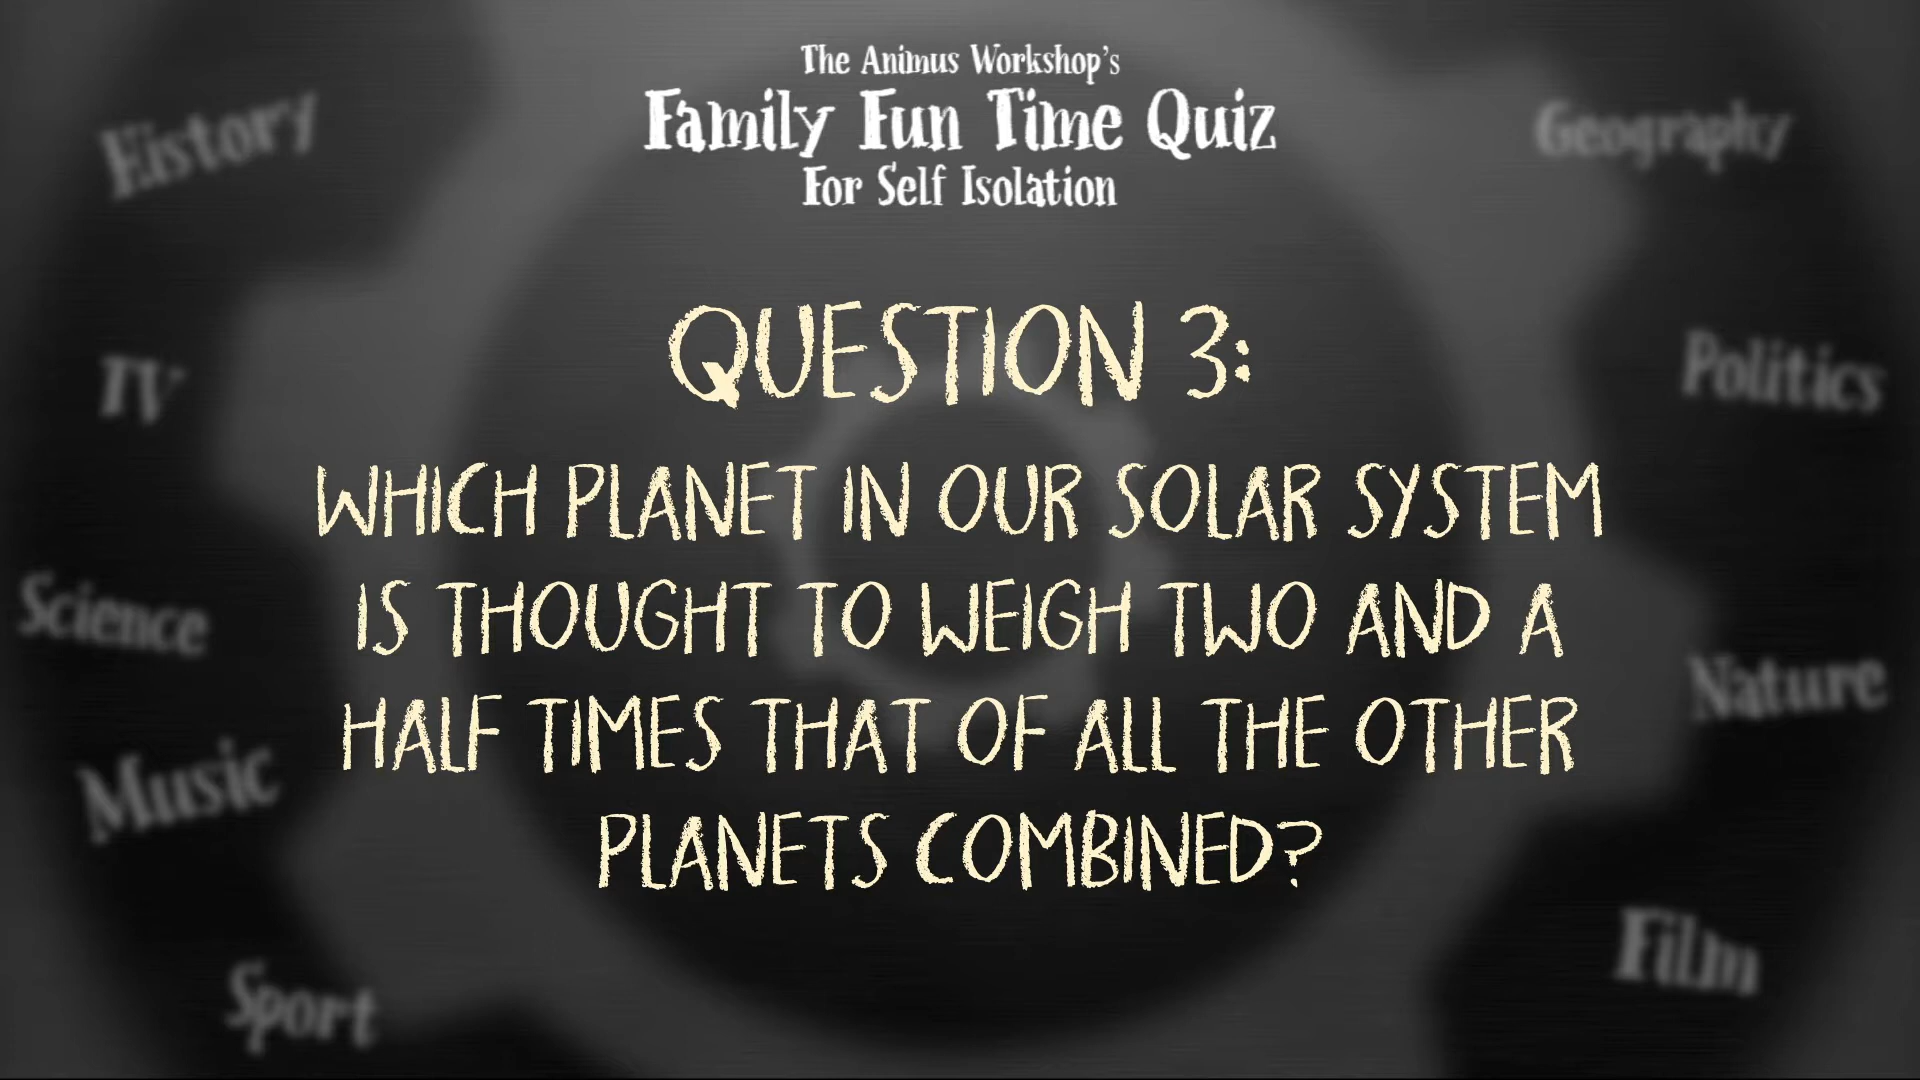 The Animus Workshop's
Family Fun Time Quiz
For Self Isolation
History
Geography
TV
Politics
Science
Nature
Music
Film
Sport
QUESTION 3:
WHICH PLANET IN OUR SOLAR SYSTEM
IS THOUGHT TO WEIGH TWO AND A
HALF TIMES THAT OF ALL THE OTHER
PLANETS COMBINED?